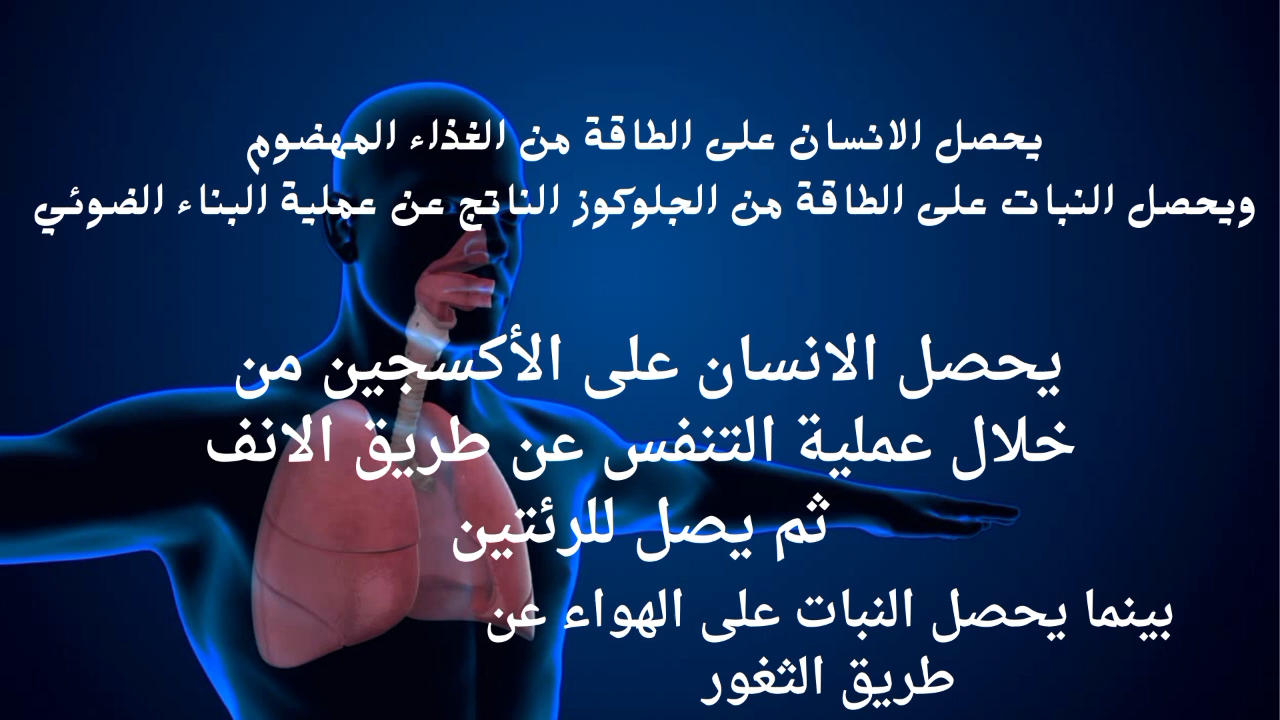 يحصل الانسان على الطاقة من الغذاء المهضوم
ويحصل النبات على الطاقة من الجلوكوز الناتج عن عملية البناء الضوئي
يحصل الانسان على الأكسجين من
خلال عملية التنفس عن طريق الانف
ثم يصل للرئتين
بينما يحصل النبات على الهواء عن
طريق الثغور